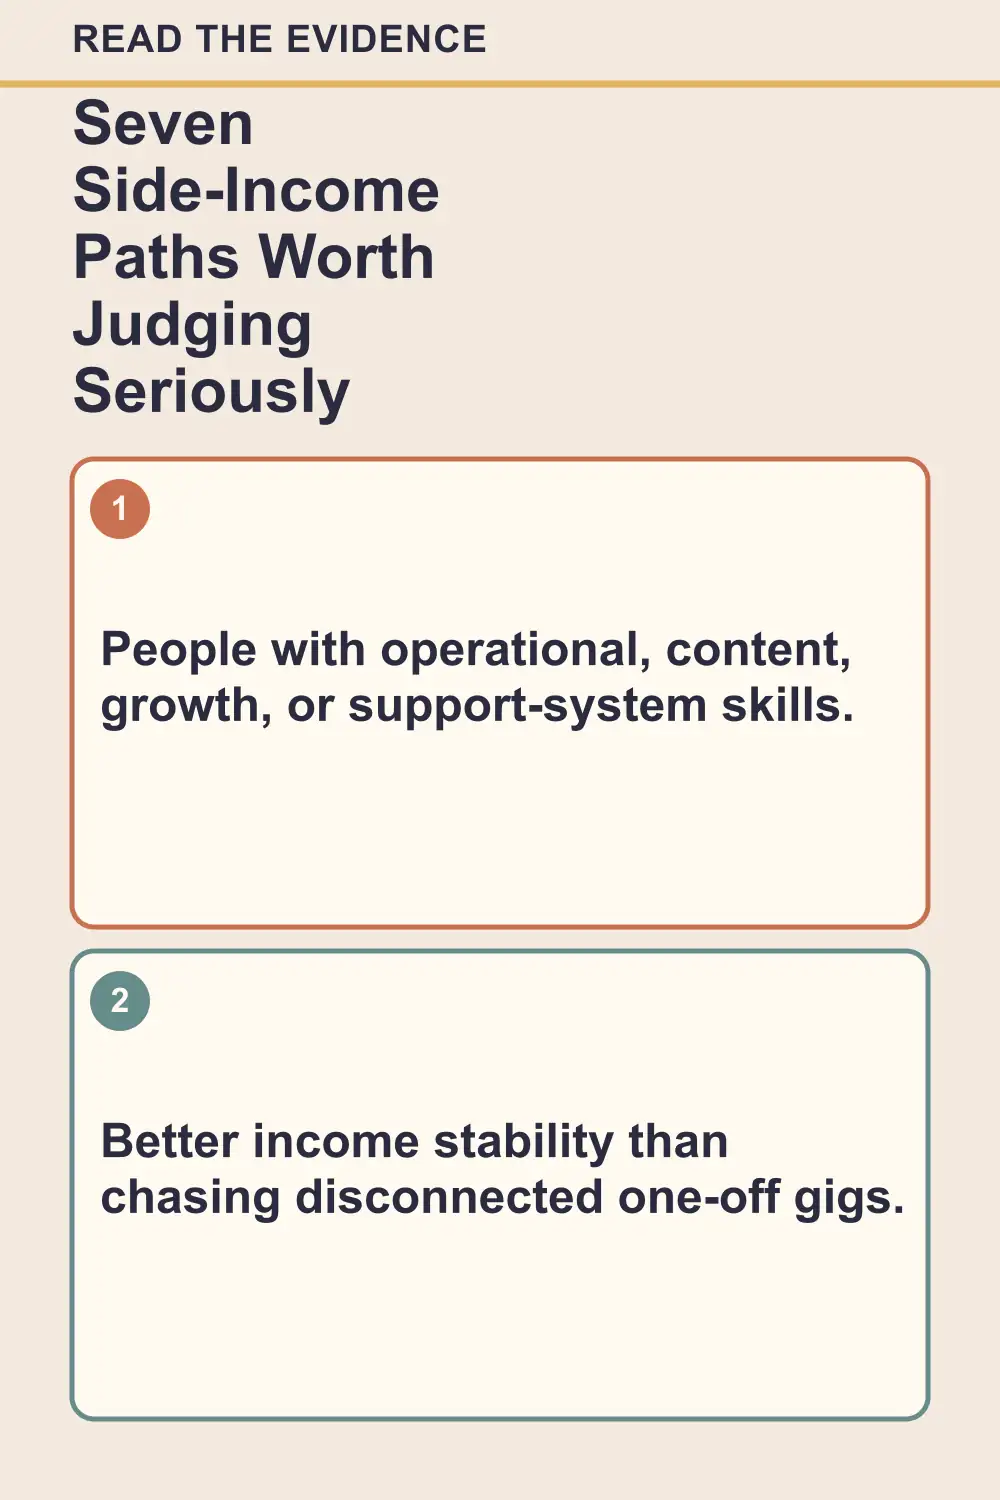 READ THE EVIDENCE
Seven
Side-Income
Paths Worth
Judging
Seriously
1
People with operational, content,
growth, or support-system skills.
2
Better income stability than
chasing disconnected one-off gigs.